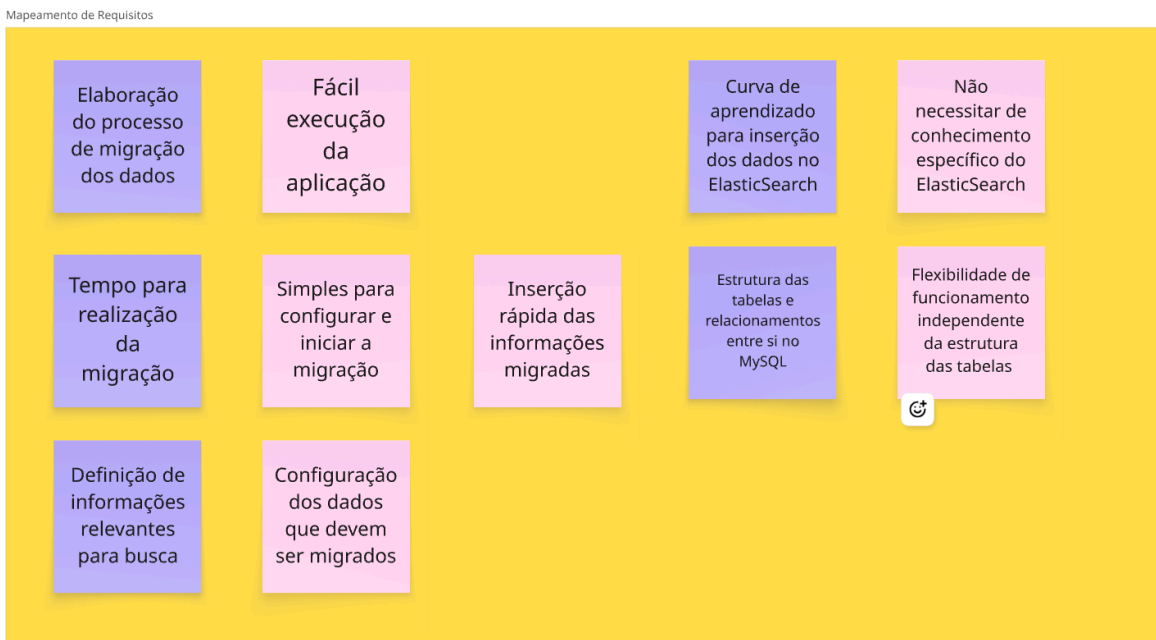 Mapeamento de Requisitos
Elaboração
do processo
de migração
dos dados
Fácil
execução
da
aplicação
Curva de
aprendizado
para inserção
dos dados no
ElasticSearch
Não
necessitar de
conhecimento
específico do
ElasticSearch
Tempo para
realização
da
migração
Simples para
configurar e
iniciar a
migração
Inserção
rápida das
informações
migradas
Estrutura das
tabelas e
relacionamentos
entre si no
MySQL
Flexibilidade de
funcionamento
independente
da estrutura
das tabelas
Definição de
informações
relevantes
para busca
Configuração
dos dados
que devem
ser migrados